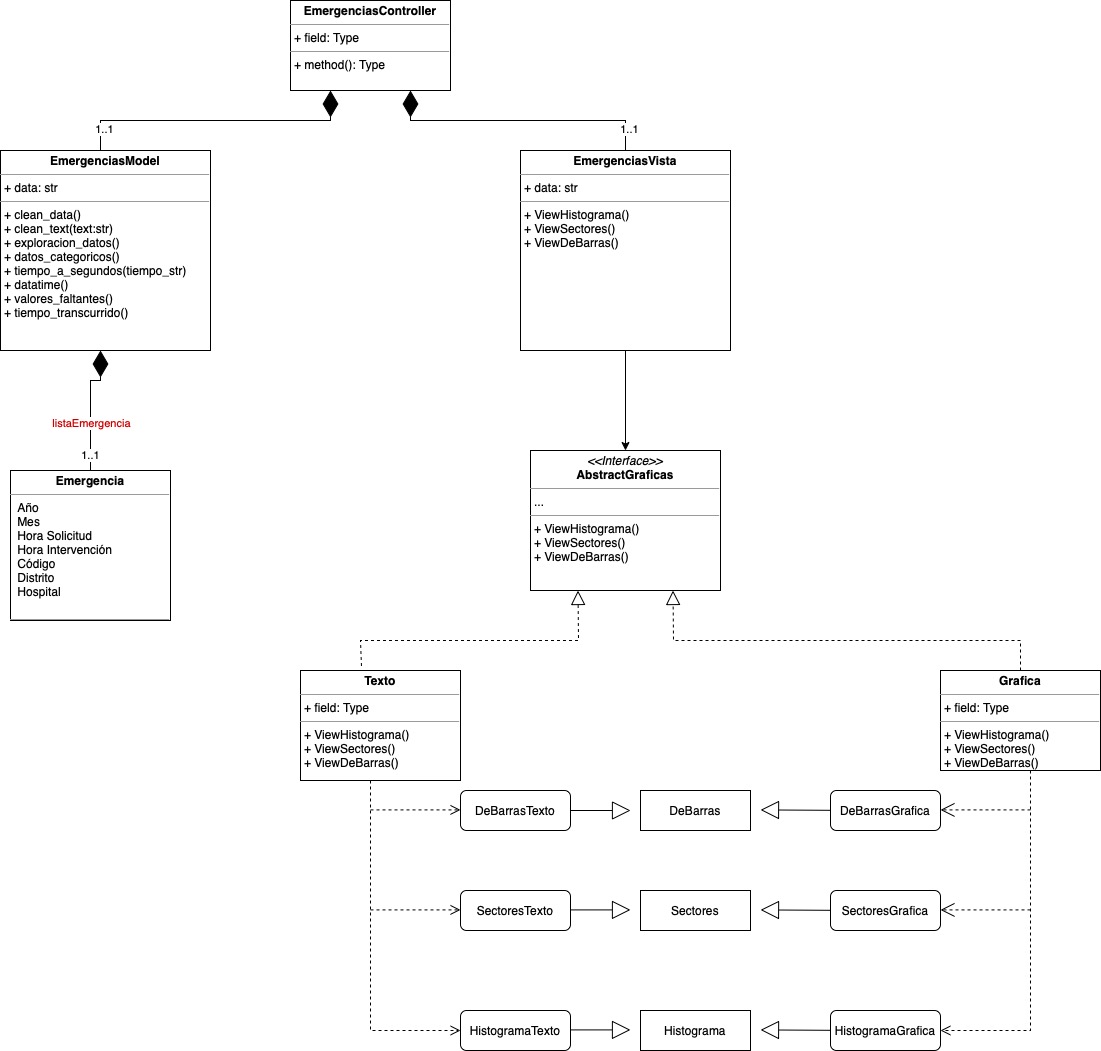 EmergenciasController
+ field: Type
+ method(): Type
1..1
1..1
EmergenciasModel
+ data: str
+ clean_data()
+ clean_text(text:str)
+ exploracion_datos()
+ datos_categoricos()
+ tiempo_a_segundos(tiempo_str)
+ datatime()
+ valores_faltantes()
+ tiempo_transcurrido()
EmergenciasVista
+ data: str
+ ViewHistograma()
+ ViewSectores()
+ ViewDeBarras()
listaEmergencia
1..1
Emergencia
Año
Mes
Hora Solicitud
Hora Intervención
Código
Distrito
Hospital
<<Interface>>
AbstractGraficas
...
+ ViewHistograma()
+ ViewSectores()
+ ViewDeBarras()
Texto
+ field: Type
+ ViewHistograma()
+ ViewSectores()
+ ViewDeBarras()
Grafica
+ field: Type
+ ViewHistograma()
+ ViewSectores()
+ ViewDeBarras()
DeBarrasTexto
DeBarras
DeBarrasGrafica
SectoresTexto
Sectores
SectoresGrafica
HistogramaTexto
Histograma
HistogramaGrafica